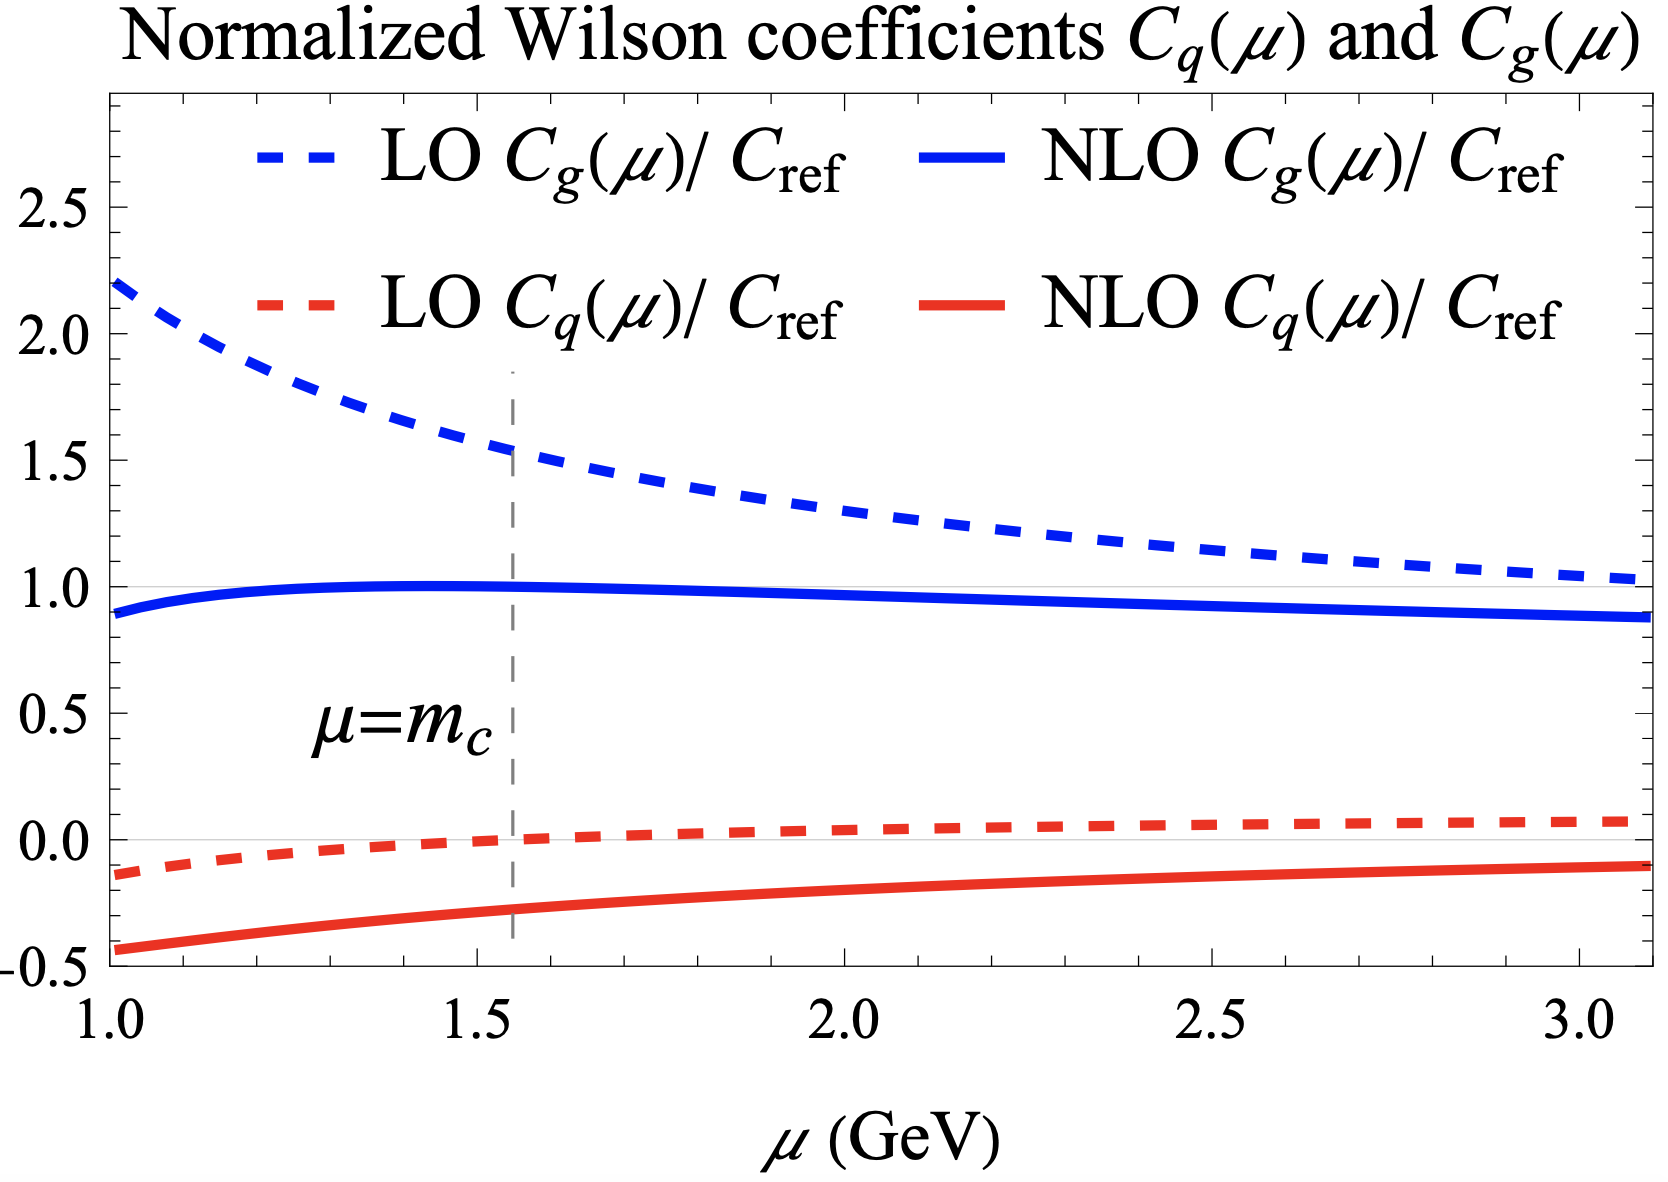 Normalized Wilson coefficients C_q(μ) and C_g(μ)
LO C_g(μ)/ C_ref NLO C_g(μ)/ C_ref
LO C_q(μ)/ C_ref NLO C_q(μ)/ C_ref
2.5
2.0
1.5
1.0
0.5
0.0
-0.5
μ=m_c
1.0 1.5 2.0 2.5 3.0
μ (GeV)